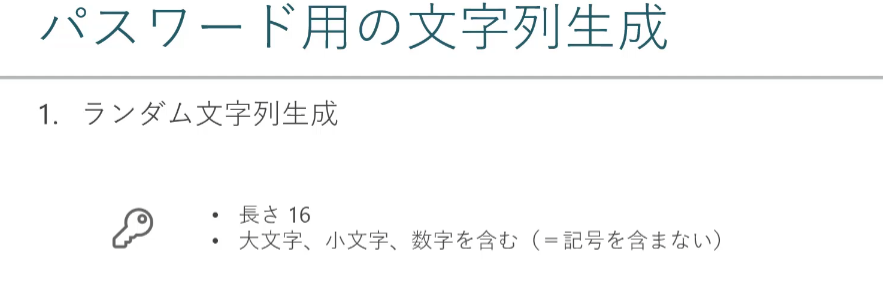 パスワード用の文字列生成
1. ランダム文字列生成
• 長さ 16
• 大文字、小文字、数字を含む（＝記号を含まない）